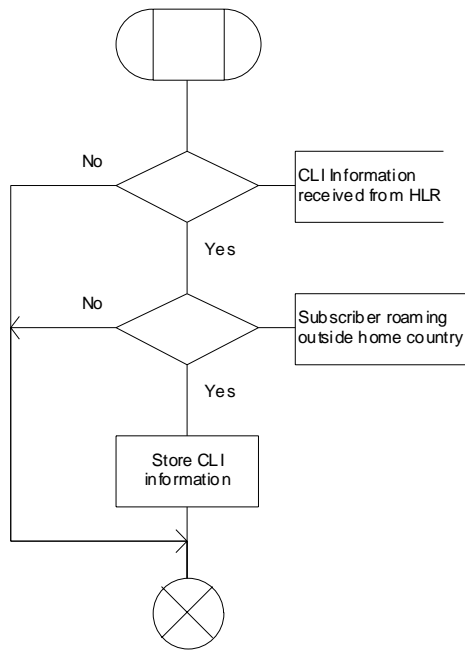 No
CLI Information
received from HLR
Yes
No
Subscriber roaming
outside home country
Yes
Store CLI
information